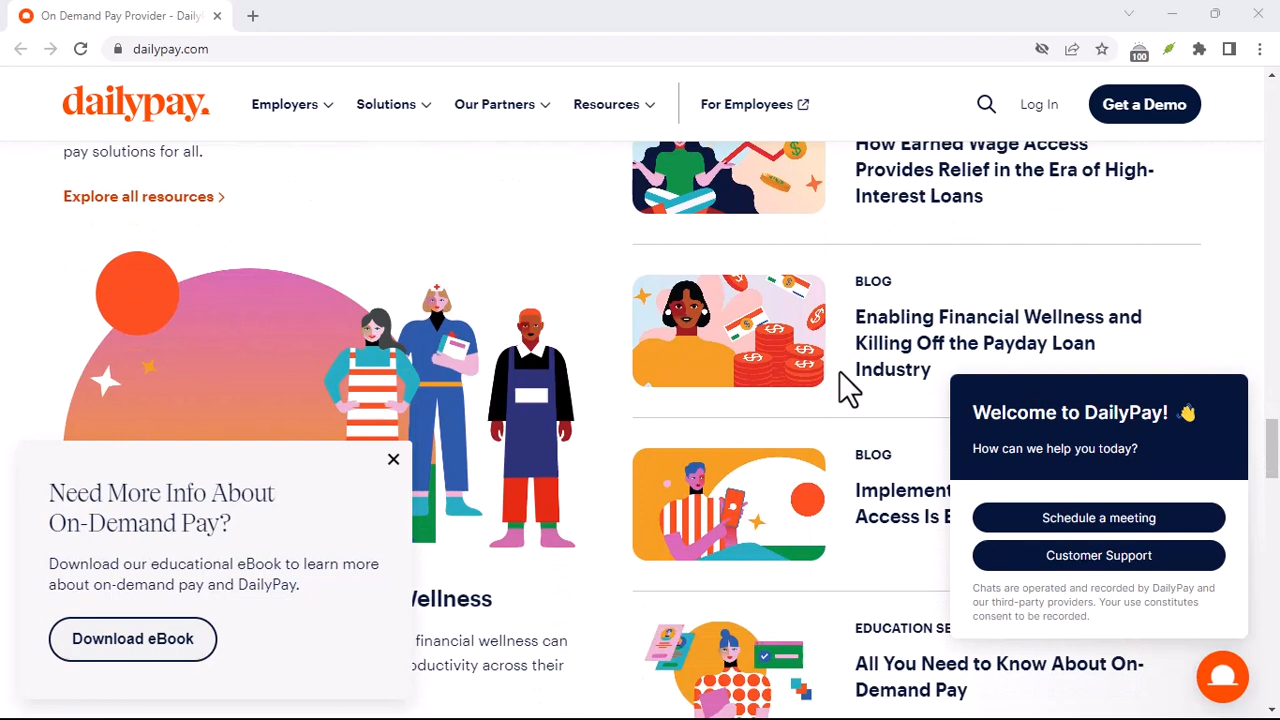 On Demand Pay Provider - Daily
dailypay.com
100
dailypay.
Employers
Solutions
Our Partners
Resources
For Employees
Log In
Get a Demo
pay solutions for all.
Explore all resources
How Earned Wage Access
Provides Relief in the Era of High-
Interest Loans
BLOG
Enabling Financial Wellness and
Killing Off the Payday Loan
Industry
BLOG
Implement
Access Is
EDUCATION SE
All You Need to Know About On-
Demand Pay
Wellness
financial wellness can
oductivity across their
Need More Info About
On-Demand Pay?
Download our educational eBook to learn more
about on-demand pay and DailyPay.
Download eBook
Welcome to DailyPay! 👋
How can we help you today?
Schedule a meeting
Customer Support
Chats are operated and recorded by DailyPay and
our third-party providers. Your use constitutes
consent to be recorded.